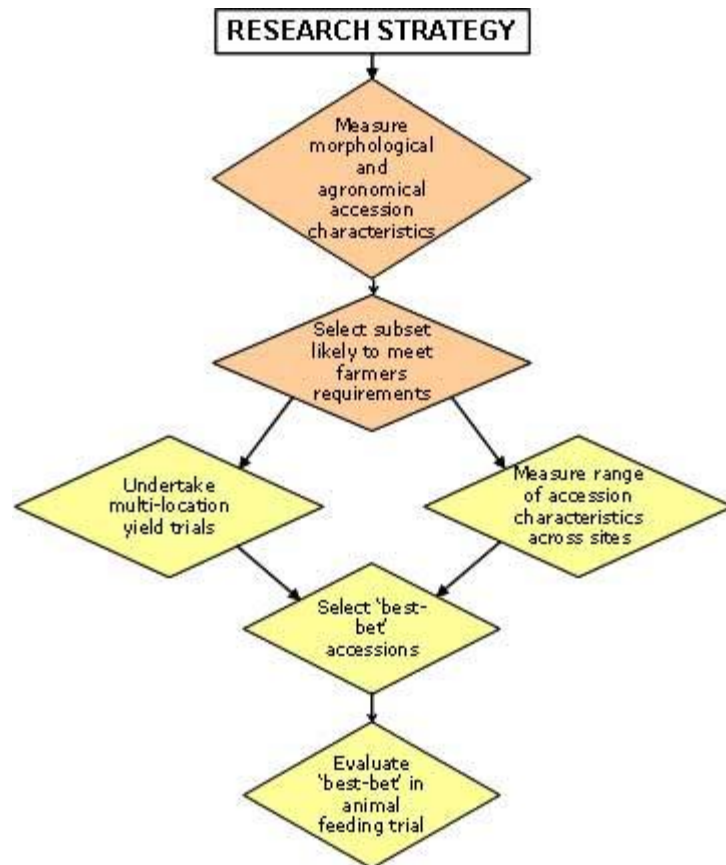 RESEARCH STRATEGY
Measure
morphological
and
agronomical
accession
characteristics
Select subset
likely to meet
farmers
requirements
Undertake
multi-location
yield trials
Measure range
of accession
characteristics
across sites
Select ‘best-
bet’
accessions
Evaluate
‘best-bet’ in
animal
feeding trial